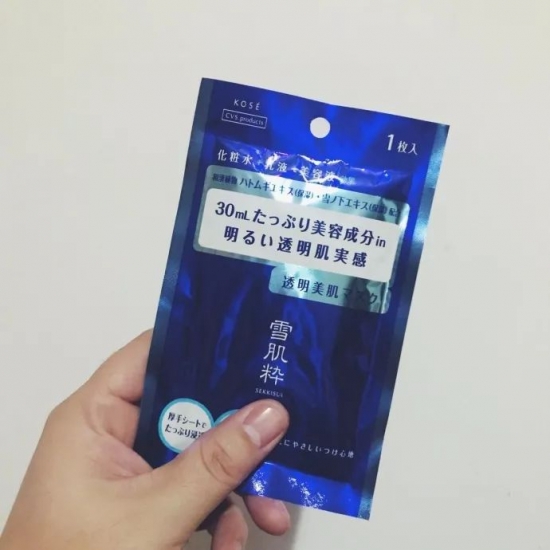 KOSÉ
CVS products
1枚入
化粧水・乳液・美容液
ハトムギエキス(保湿)・雪ノ下エキス(保湿)配
30mLたっぷり美容成分in
明るい透明肌実感
透明美肌マスク
雪肌粋
SEKKISUI
厚手シートで
たっぷり浸
にやさしいつけ心地